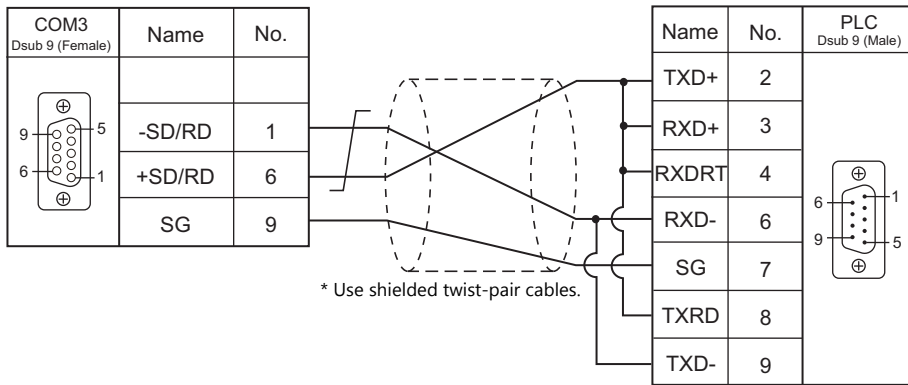 COM3
Dsub 9 (Female)
Name No.
-SD/RD 1
+SD/RD 6
SG 9
9 5
6 1
* Use shielded twist-pair cables.
Name No.
PLC
Dsub 9 (Male)
TXD+ 2
RXD+ 3
RXDRT 4
RXD- 6
SG 7
TXRD 8
TXD- 9
6 1
9 5